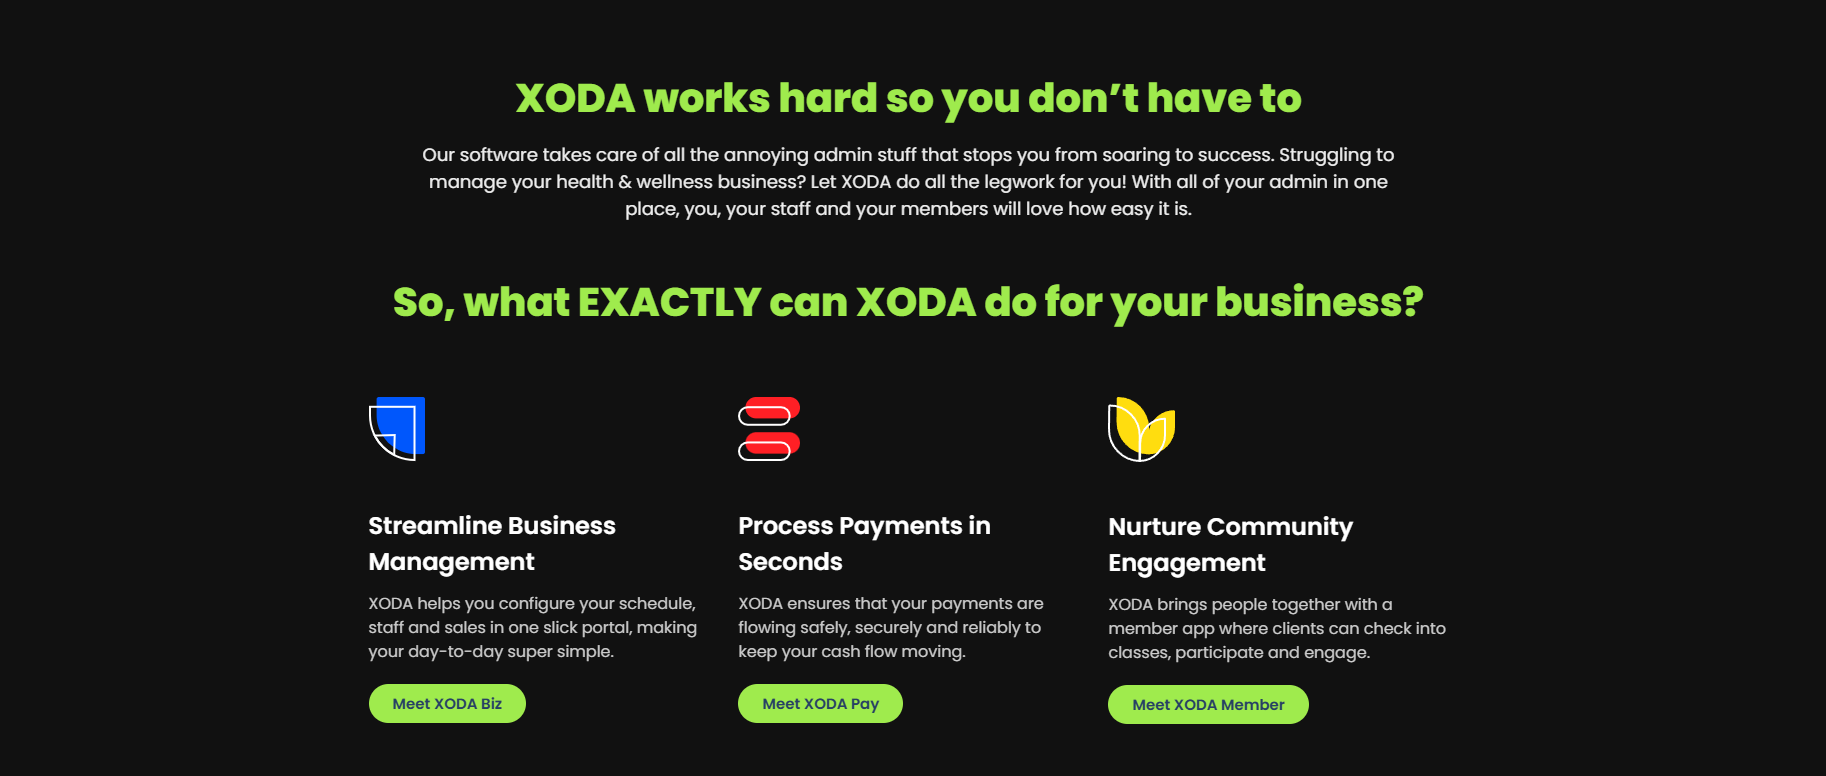 XODA works hard so you don’t have to
Our software takes care of all the annoying admin stuff that stops you from soaring to success. Struggling to
manage your health & wellness business? Let XODA do all the legwork for you! With all of your admin in one
place, you, your staff and your members will love how easy it is.
So, what EXACTLY can XODA do for your business?
Streamline Business
Management
XODA helps you configure your schedule,
staff and sales in one slick portal, making
your day-to-day super simple.
Meet XODA Biz
Process Payments in
Seconds
XODA ensures that your payments are
flowing safely, securely and reliably to
keep your cash flow moving.
Meet XODA Pay
Nurture Community
Engagement
XODA brings people together with a
member app where clients can check into
classes, participate and engage.
Meet XODA Member